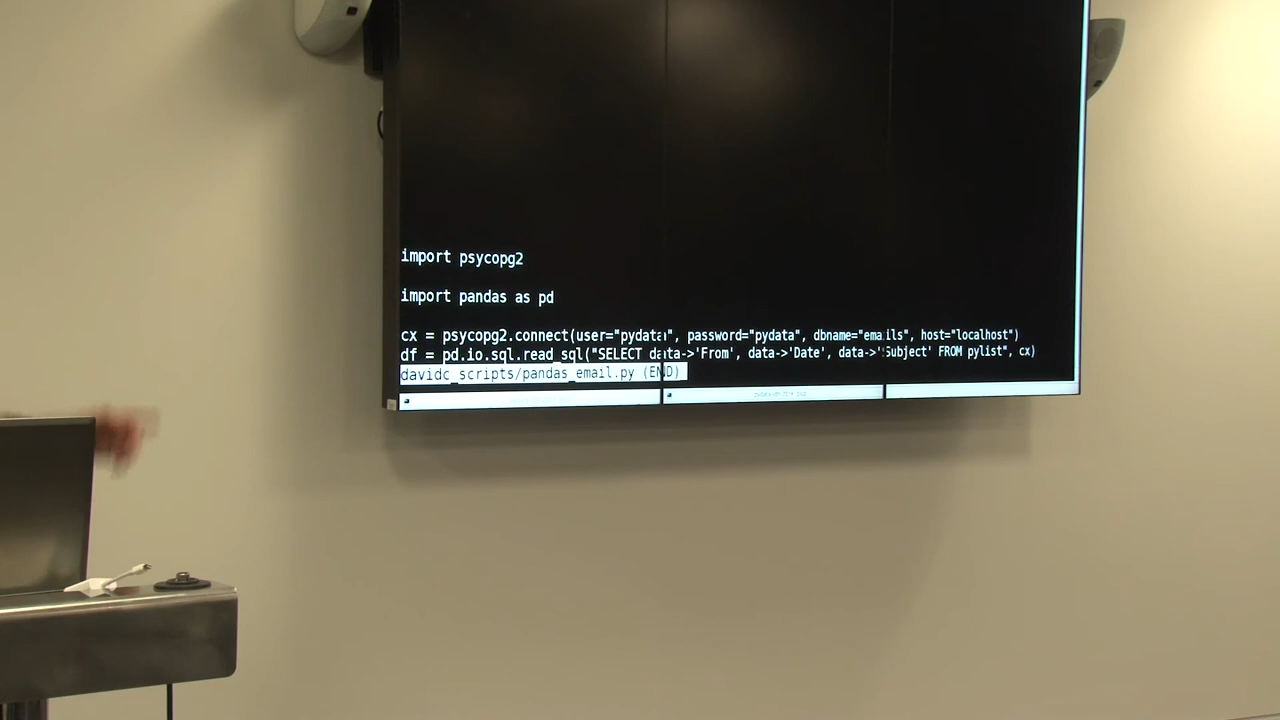 import psycopg2
import pandas as pd
cx = psycopg2.connect(user="pydata", password="pydata", dbname="emails", host="localhost")
df = pd.io.sql.read_sql("SELECT data->'From', data->'Date', data->'Subject' FROM pylist", cx)
davidc_scripts/pandas_email.py (END)